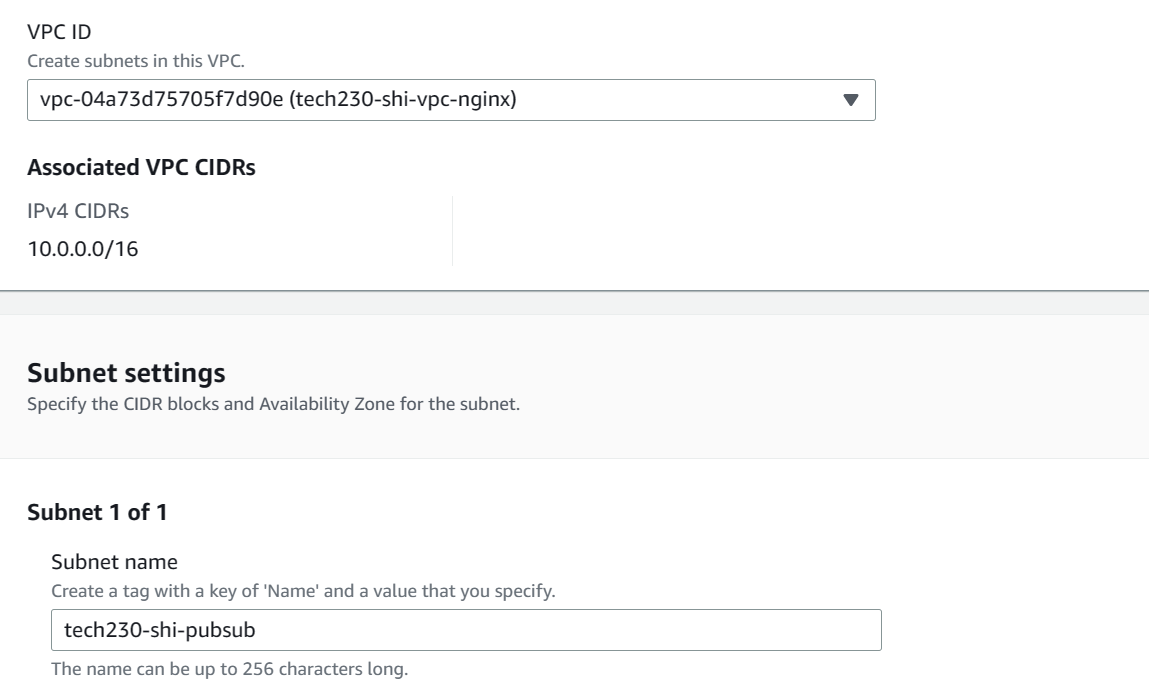 VPC ID
Create subnets in this VPC.
vpc-04a73d75705f7d90e (tech230-shi-vpc-nginx)
Associated VPC CIDRs
IPv4 CIDRs
10.0.0.0/16
Subnet settings
Specify the CIDR blocks and Availability Zone for the subnet.
Subnet 1 of 1
Subnet name
Create a tag with a key of 'Name' and a value that you specify.
tech230-shi-pubsub
The name can be up to 256 characters long.